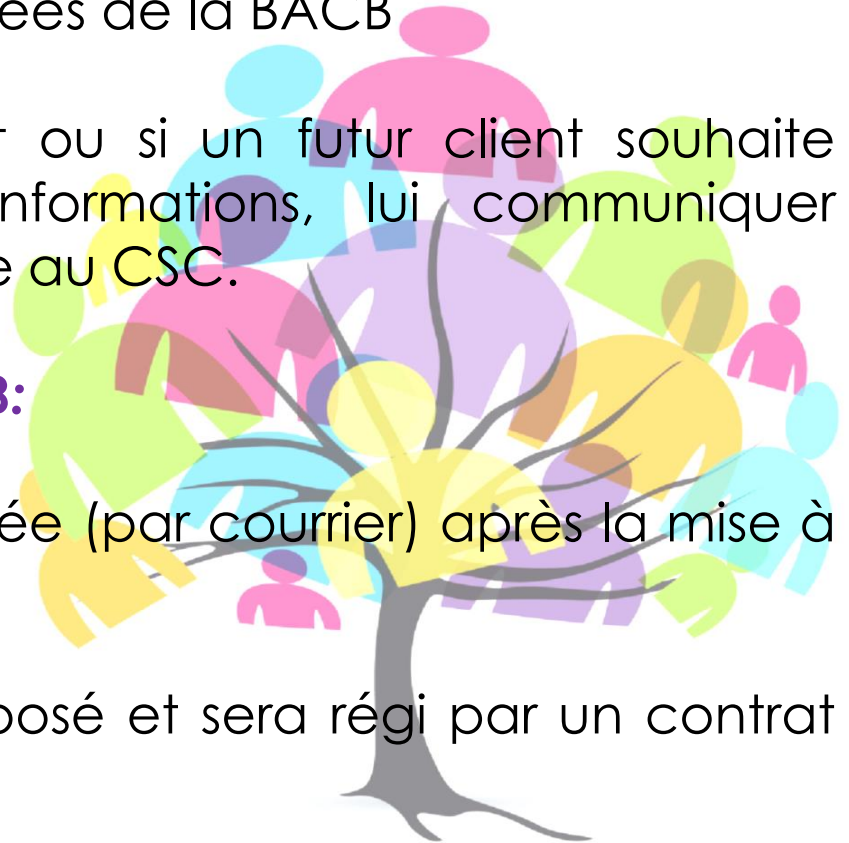 ées de la BACB
t ou si un futur client souhaite
nformations, lui communiquer
e au CSC.
B:
ée (par courrier) après la mise à
posé et sera régi par un contrat